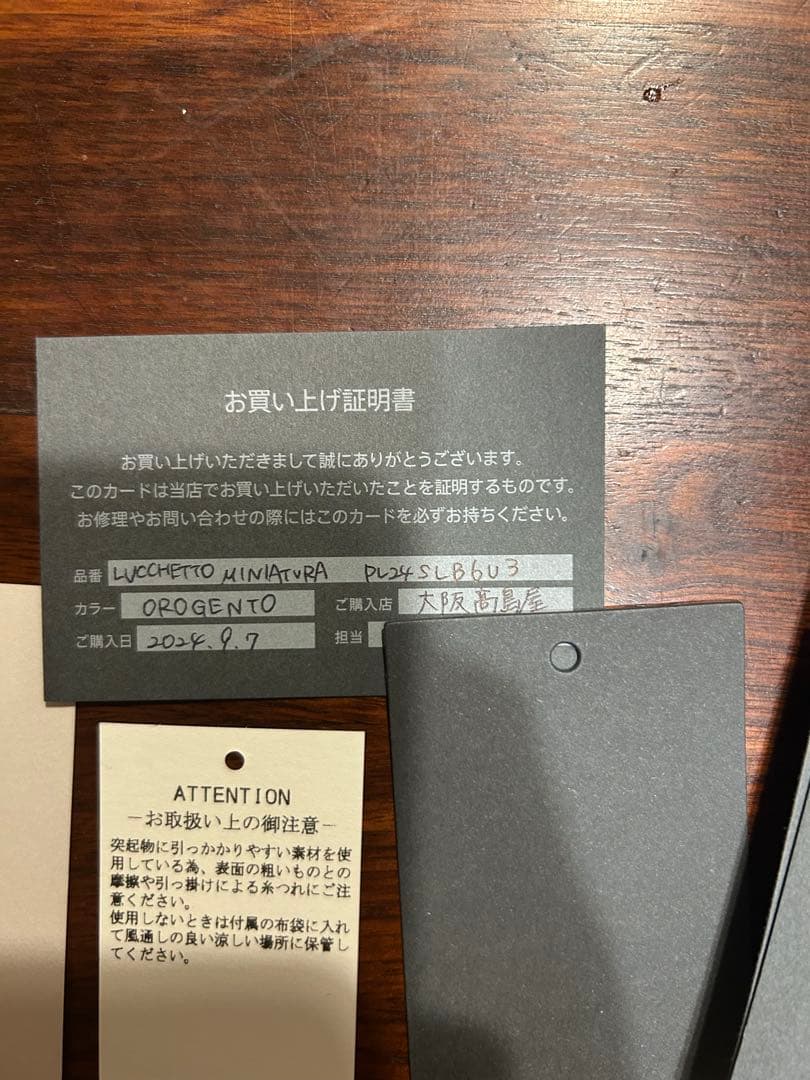 お買い上げ証明書
お買い上げいただきまして誠にありがとうございます。
このカードは当店でお買い上げいただいたことを証明するものです。
お修理やお問い合わせの際にはこのカードを必ずお持ちください。
品番 LUCCHETTO MINIATURA PL24SLB6U3
カラー OROGENTO ご購入店 大阪髙島屋
ご購入日 2024.9.7 担当
ATTENTION
－お取扱い上の御注意－
突起物に引っかかりやすい素材を使
用している為、表面の粗いものとの
摩擦や引っ掛けによる糸つれにご注
意ください。
使用しないときは付属の布袋に入れ
て風通しの良い涼しい場所に保管し
てください。